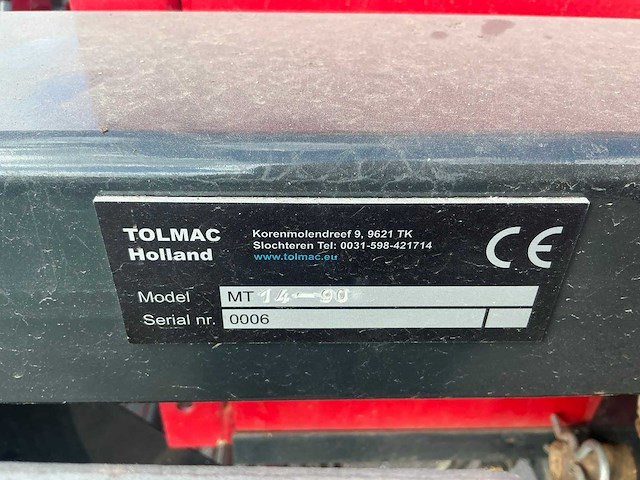 TOLMAC
Holland
Korenmolendreef 9, 9621 TK
Slochteren Tel: 0031-598-421714
www.tolmac.eu
CE
Model MT 14-90
Serial nr. 0006